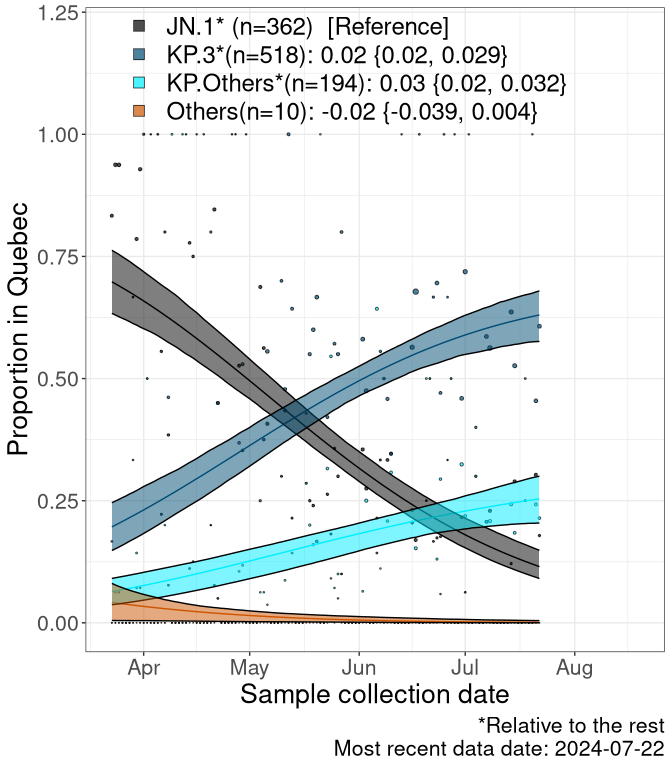 JN.1* (n=362) [Reference]
KP.3*(n=518): 0.02 {0.02, 0.029}
KP.Others*(n=194): 0.03 {0.02, 0.032}
Others(n=10): -0.02 {-0.039, 0.004}
1.25
1.00
0.75
0.50
0.25
0.00
Proportion in Quebec
Apr May Jun Jul Aug
Sample collection date
*Relative to the rest
Most recent data date: 2024-07-22